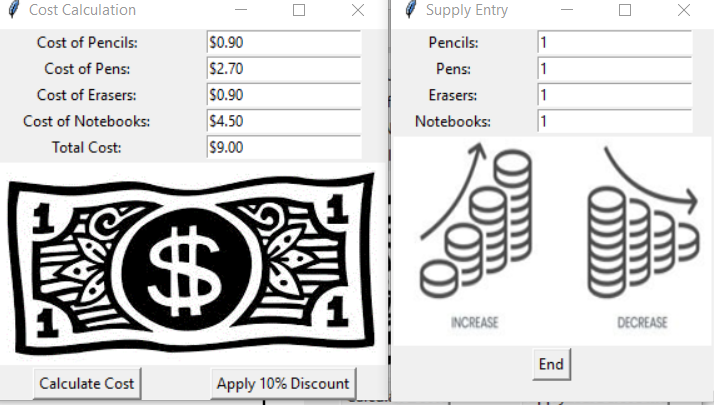 Cost Calculation
Cost of Pencils: $0.90
Cost of Pens: $2.70
Cost of Erasers: $0.90
Cost of Notebooks: $4.50
Total Cost: $9.00
1 1
$
1 1
Calculate Cost Apply 10% Discount
Supply Entry
Pencils: 1
Pens: 1
Erasers: 1
Notebooks: 1
INCREASE DECREASE
End